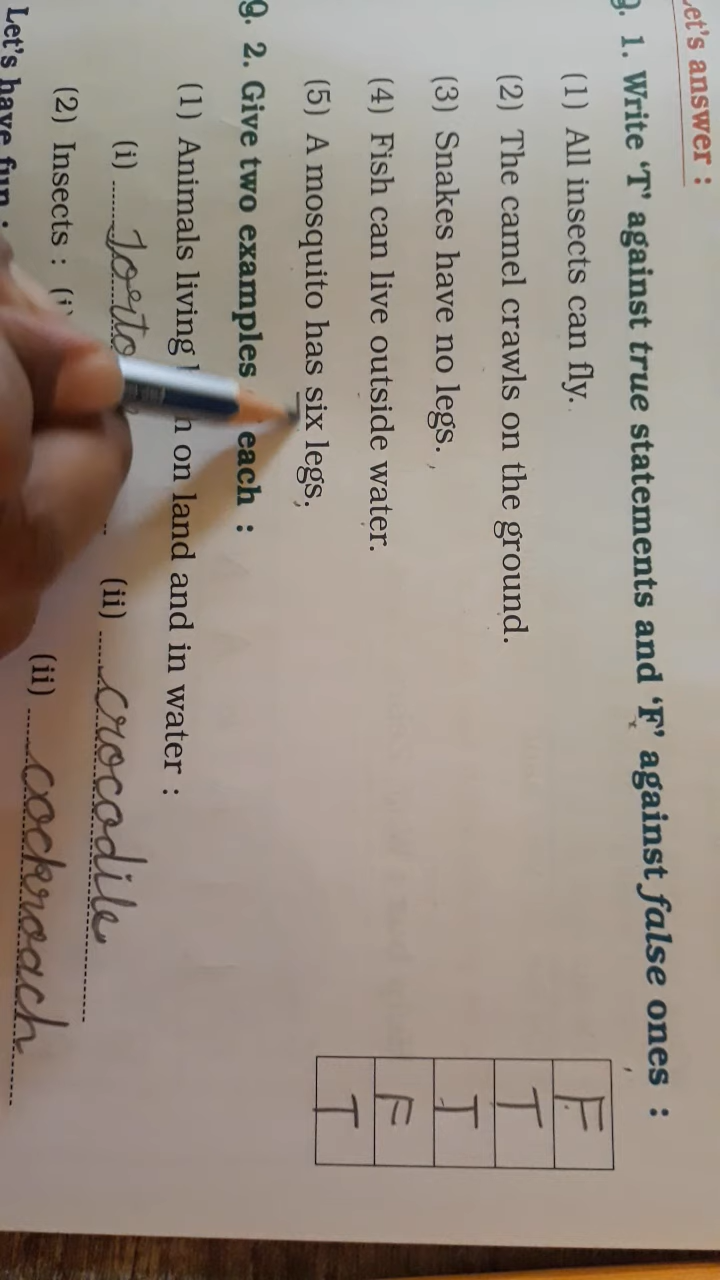 Let's answer :
g. 1. Write 'T' against true statements and 'F' against false ones :
(1) All insects can fly. F
(2) The camel crawls on the ground. T
(3) Snakes have no legs. T
(4) Fish can live outside water. F
(5) A mosquito has six legs. T
g. 2. Give two examples each :
(1) Animals living on land and in water :
(i) (ii) crocodile
(2) Insects : (i) (ii) cockroach
Let's have fun :